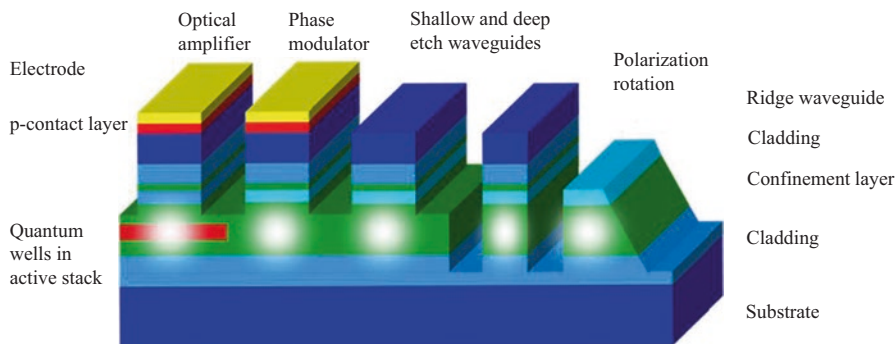 Optical
amplifier
Phase
modulator
Shallow and deep
etch waveguides
Polarization
rotation
Electrode
p-contact layer
Quantum
wells in
active stack
Ridge waveguide
Cladding
Confinement layer
Cladding
Substrate